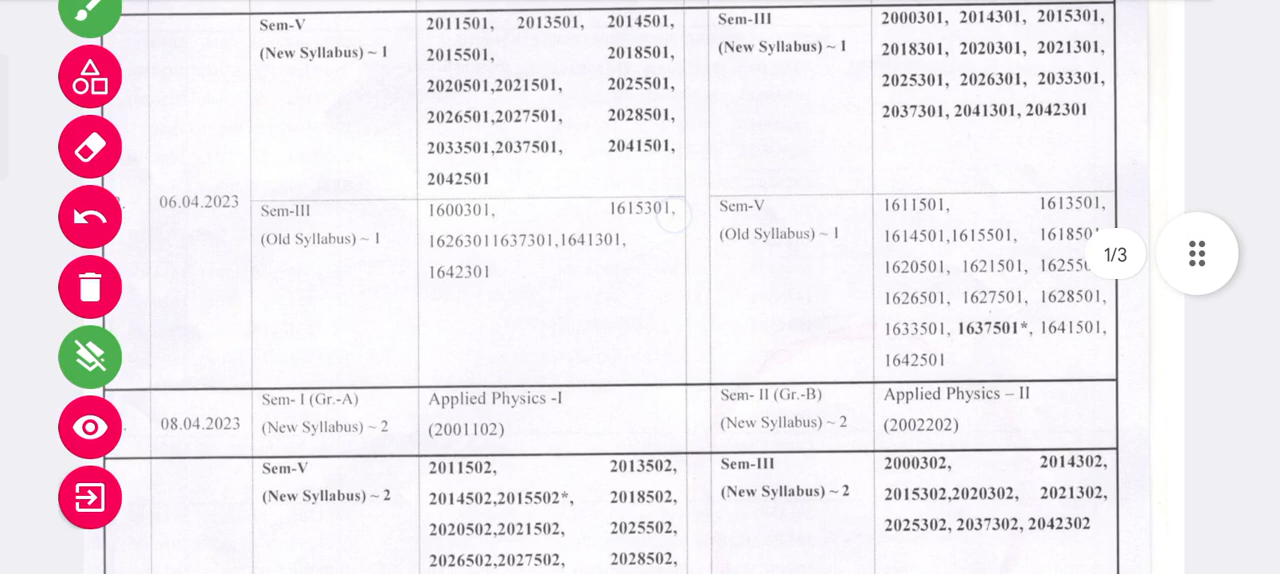 Sem-V
(New Syllabus) ~ 1
2011501, 2013501, 2014501,
2015501, 2018501,
2020501,2021501, 2025501,
2026501,2027501, 2028501,
2033501,2037501, 2041501,
2042501
Sem-III
(New Syllabus) ~ 1
2000301, 2014301, 2015301,
2018301, 2020301, 2021301,
2025301, 2026301, 2033301,
2037301, 2041301, 2042301
06.04.2023
Sem-III
(Old Syllabus) ~ 1
1600301, 1615301,
16263011637301,1641301,
1642301
Sem-V
(Old Syllabus) ~ 1
1611501, 1613501,
1614501,1615501,
1620501, 1621501,
1626501, 1627501, 1628501,
1633501, 1637501*, 1641501,
1642501
1/3
08.04.2023
Sem- I (Gr.-A)
(New Syllabus) ~ 2
Applied Physics -I
(2001102)
Sem- II (Gr.-B)
(New Syllabus) ~ 2
Applied Physics – II
(2002202)
Sem-V
(New Syllabus) ~ 2
2011502, 2013502,
2014502,2015502*, 2018502,
2020502,2021502, 2025502,
2026502,2027502, 2028502,
Sem-III
(New Syllabus) ~ 2
2000302, 2014302,
2015302,2020302, 2021302,
2025302, 2037302, 2042302